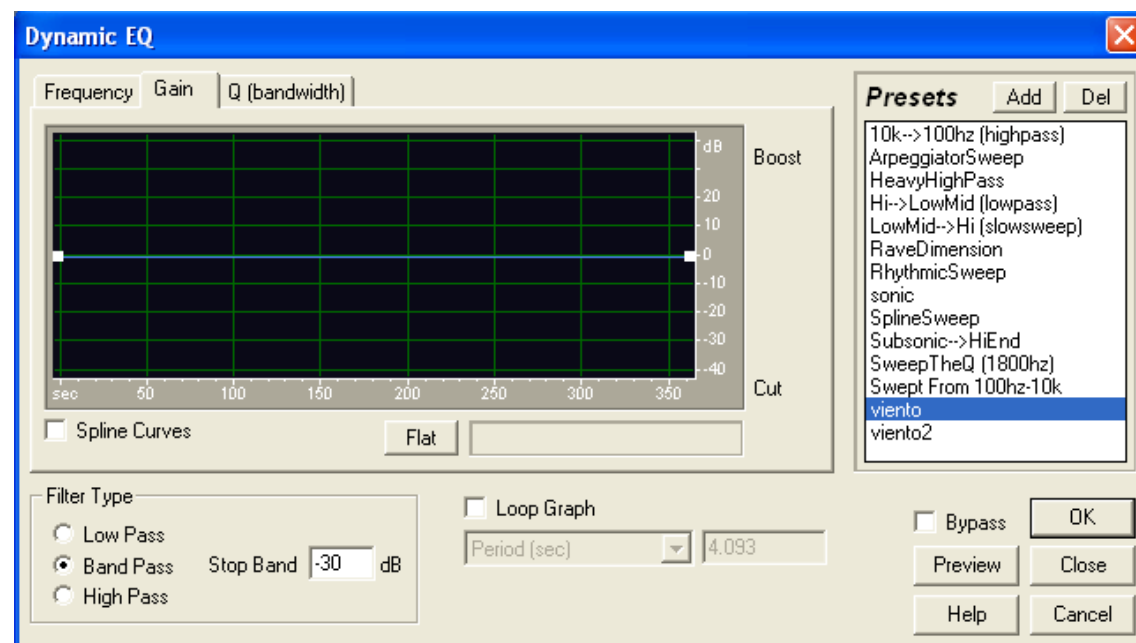 Dynamic EQ
Frequency Gain Q (bandwidth)
dB
20
10
0
-10
-20
-30
-40
sec 50 100 150 200 250 300 350
Boost
Cut
Spline Curves
Flat
Presets Add Del
10k-->100hz (highpass)
ArpeggiatorSweep
HeavyHighPass
Hi-->LowMid (lowpass)
LowMid-->Hi (slowsweep)
RaveDimension
RhythmicSweep
sonic
SplineSweep
Subsonic-->HiEnd
SweepTheQ (1800hz)
Swept From 100hz-10k
viento
viento2
Filter Type
Low Pass
Band Pass
High Pass
Stop Band -30 dB
Loop Graph
Period (sec) 4.093
Bypass OK
Preview Close
Help Cancel